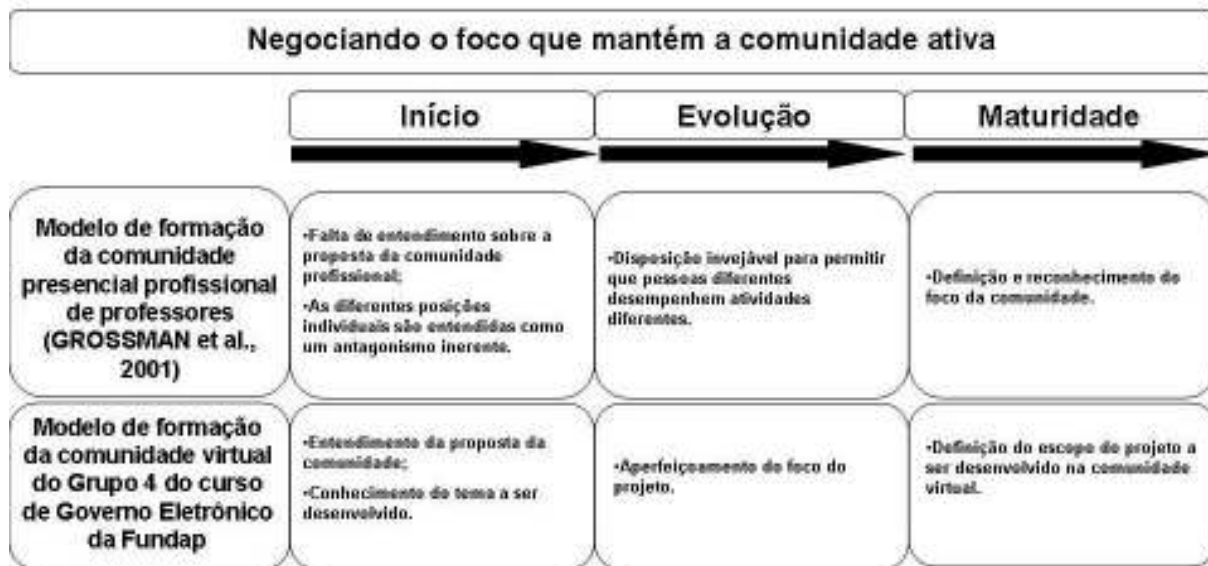 Negociando o foco que mantém a comunidade ativa
Início
Evolução
Maturidade
Modelo de formação
da comunidade
presencial profissional
de professores
(GROSSMAN et al.,
2001)
•Falta de entendimento sobre a
proposta da comunidade
profissional;
•As diferentes posições
individuais são entendidas como
um antagonismo inerente.
•Disposição invejável para permitir
que pessoas diferentes
desempenhem atividades
diferentes.
•Definição e reconhecimento do
foco da comunidade.
Modelo de formação
da comunidade virtual
do Grupo 4 do curso
de Governo Eletrônico
da Fundap
•Entendimento da proposta da
comunidade;
•Conhecimento do tema a ser
desenvolvido.
•Aperfeiçoamento do foco do
projeto.
•Definição do escopo do projeto a
ser desenvolvido na comunidade
virtual.